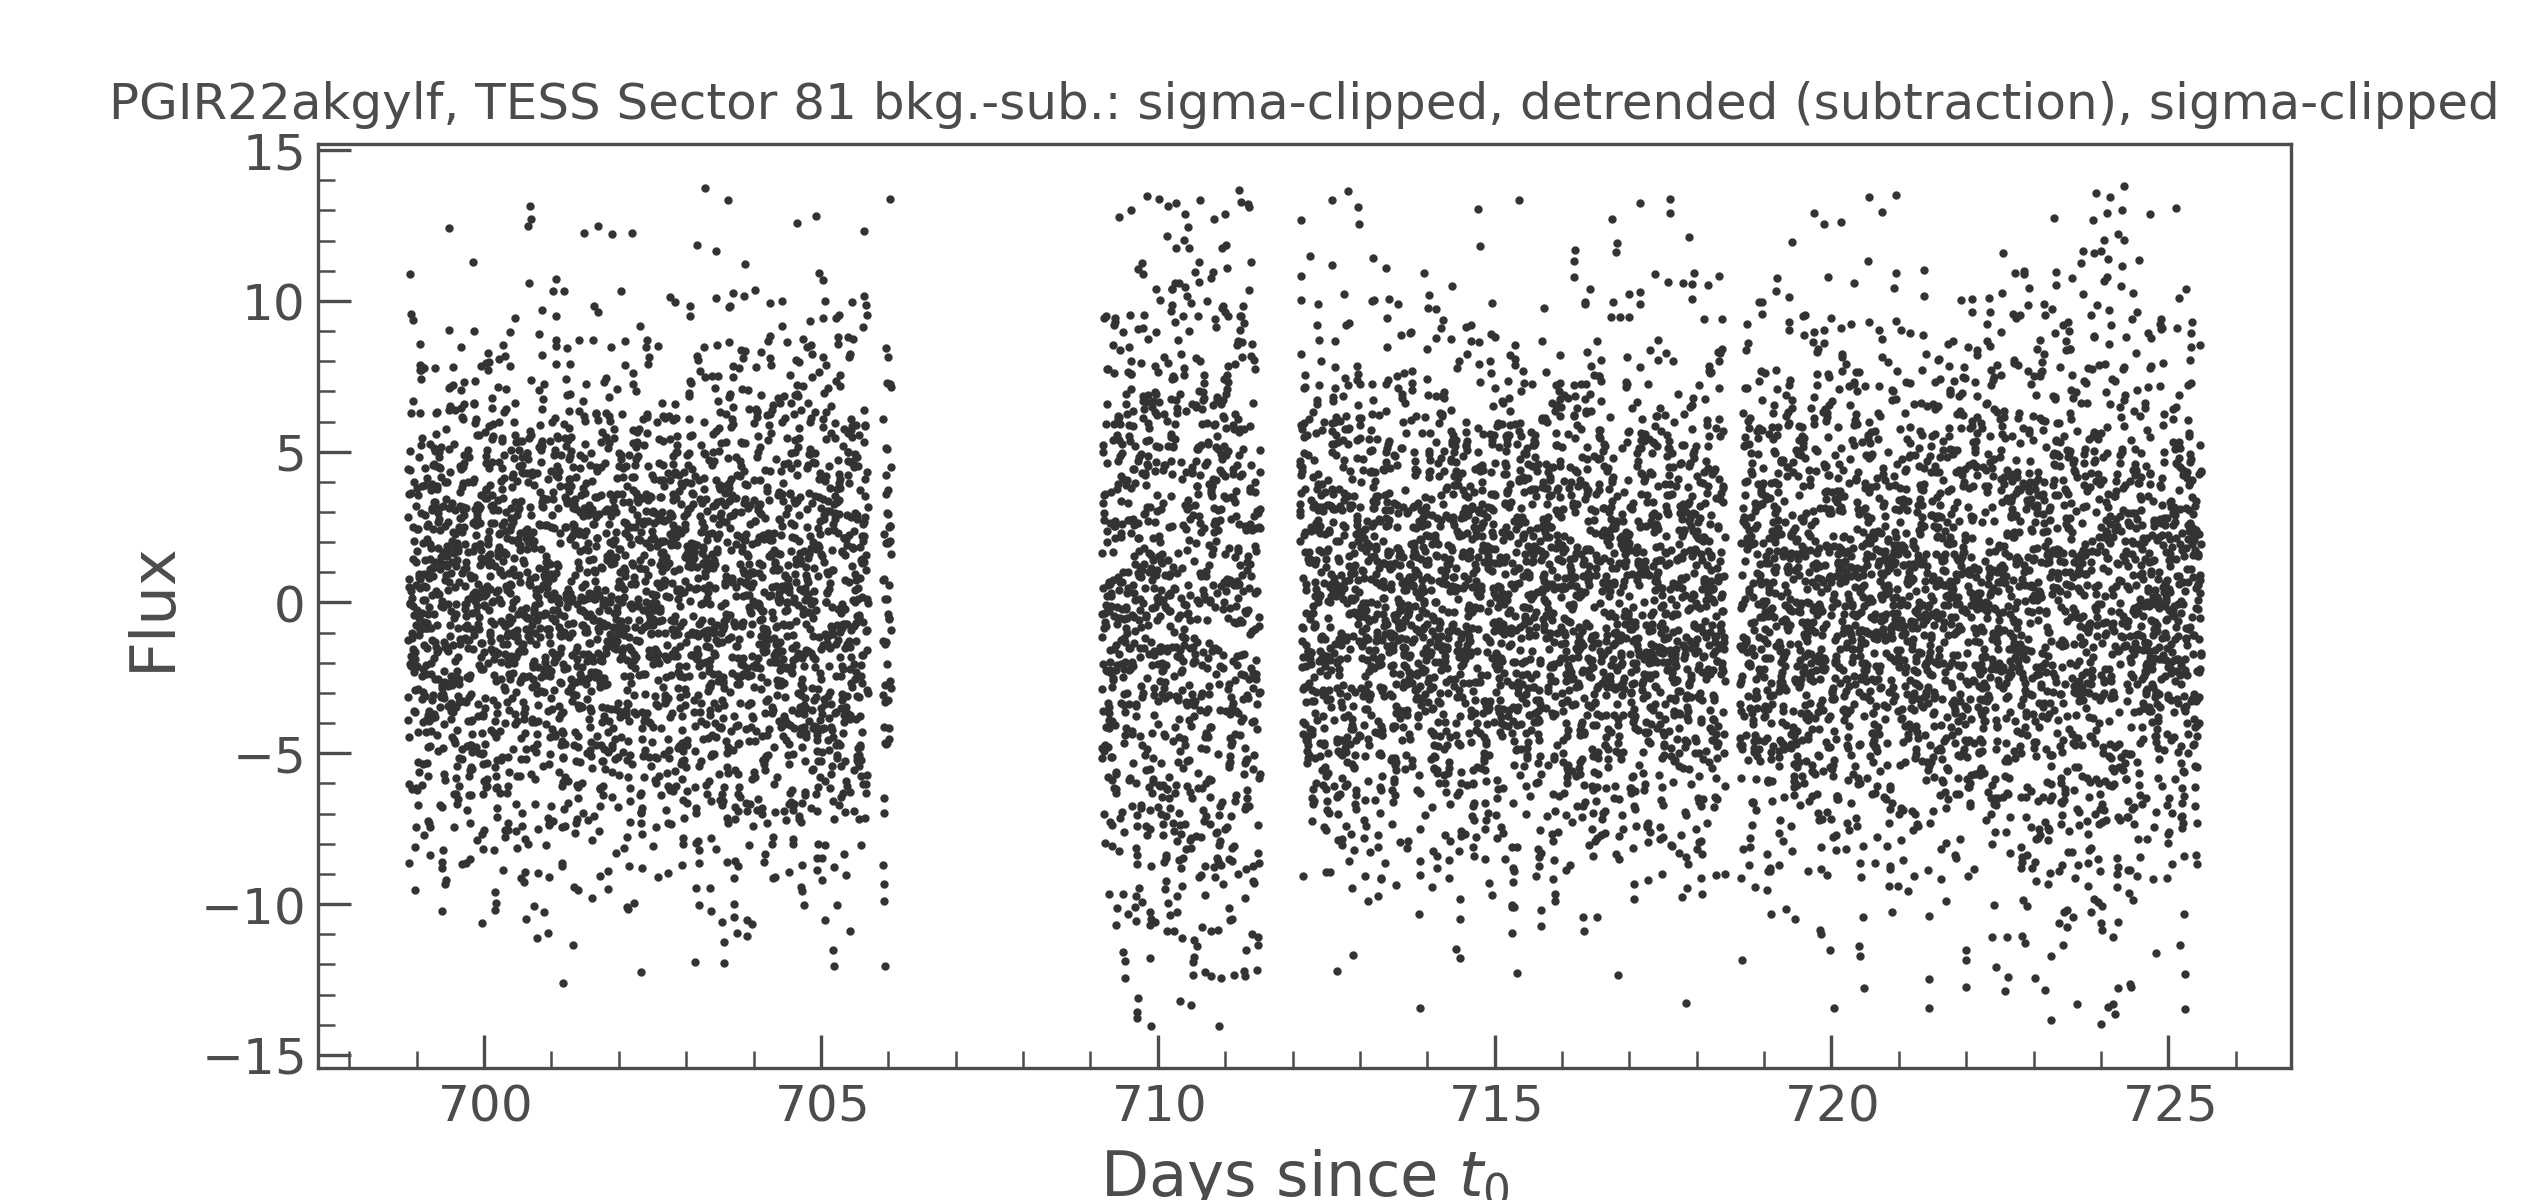 PGIR22akgylf, TESS Sector 81 bkg.-sub.: sigma-clipped, detrended (subtraction), sigma-clipped
15
10
5
0
−5
−10
−15
Flux
700 705 710 715 720 725
Days since t0